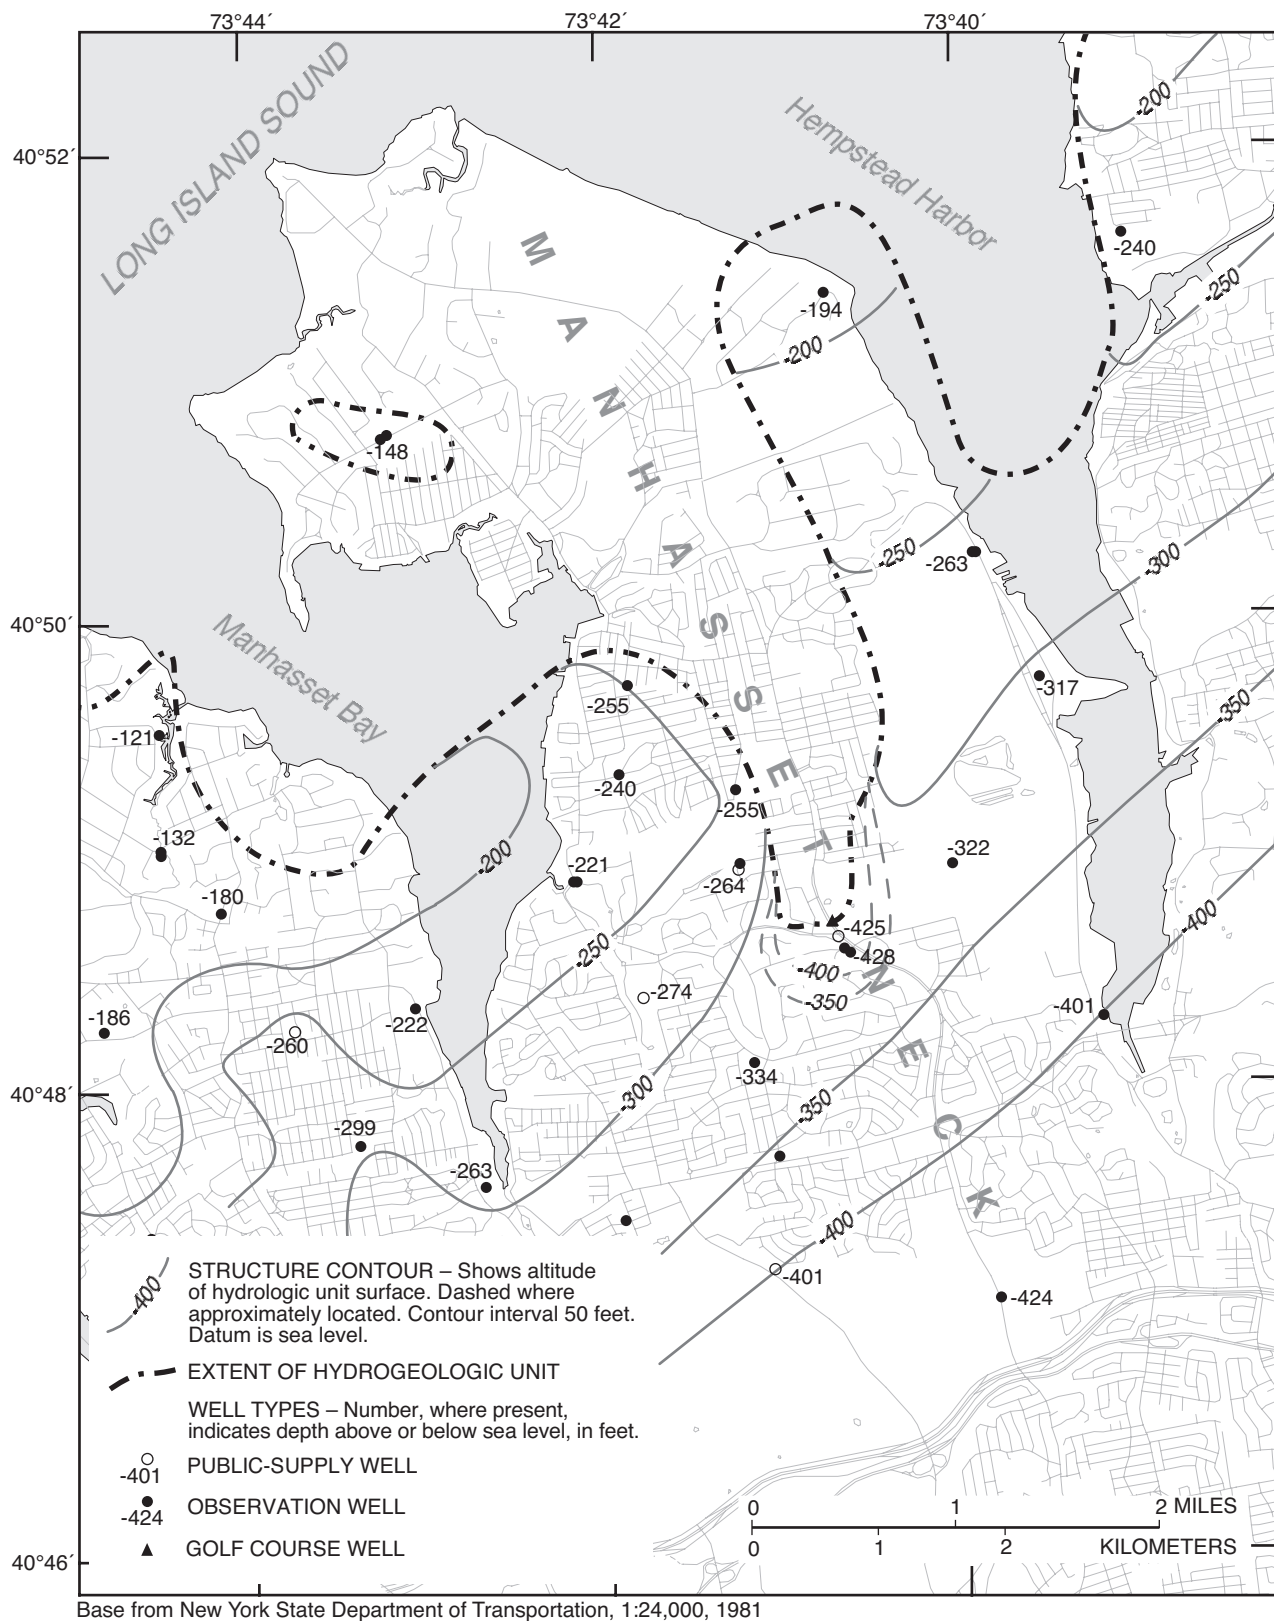 73°44´
73°42´
73°40´
40°52´
40°50´
40°48´
40°46´
LONG ISLAND SOUND
Hempstead Harbor
Manhasset Bay
MANHASSET NECK
-200
-240
-250
-194
-200
-148
-250
-263
-300
-317
-255
-350
-121
-240
-255
-132
-200
-221
-264
-322
-180
-425
-400
-428
-250
-400
-274
-350
-401
-186
-222
-260
-334
-300
-350
-299
-263
-400
-401
-424
-400
STRUCTURE CONTOUR – Shows altitude
of hydrologic unit surface. Dashed where
approximately located. Contour interval 50 feet.
Datum is sea level.
EXTENT OF HYDROGEOLOGIC UNIT
WELL TYPES – Number, where present,
indicates depth above or below sea level, in feet.
-401
PUBLIC-SUPPLY WELL
-424
OBSERVATION WELL
GOLF COURSE WELL
0 1 2 MILES
0 1 2 KILOMETERS
Base from New York State Department of Transportation, 1:24,000, 1981